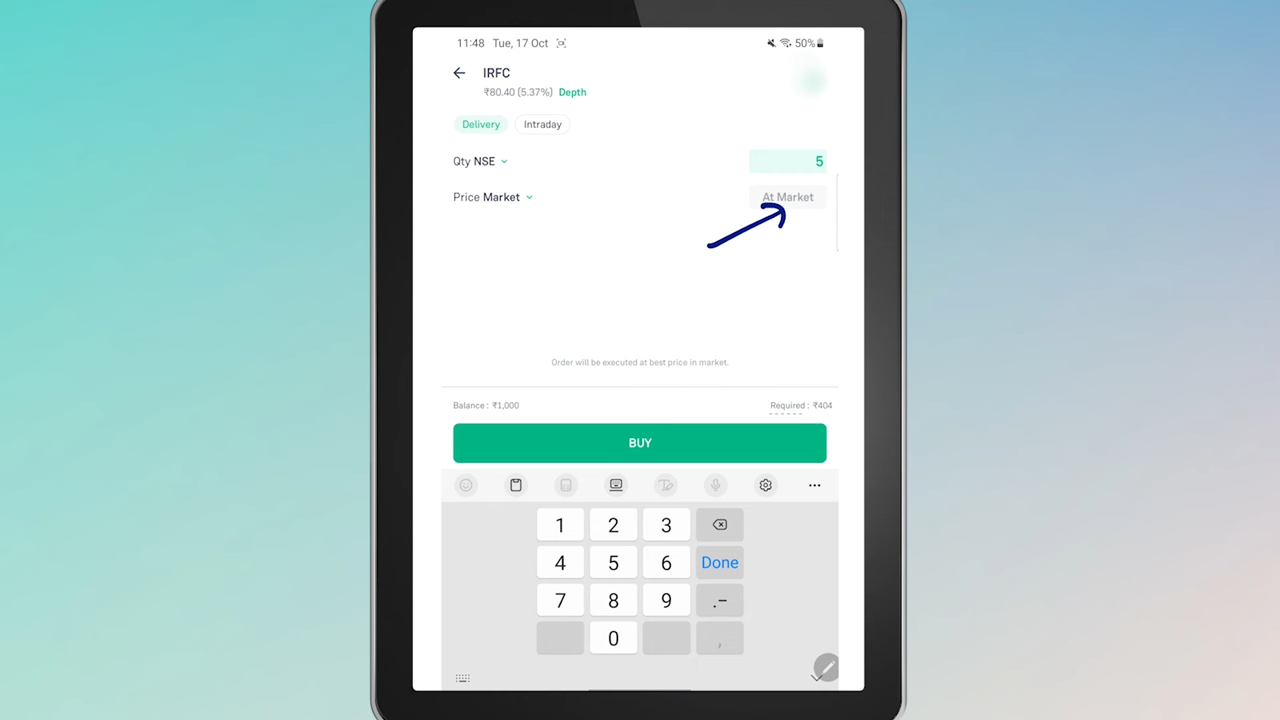 11:48 Tue, 17 Oct 50%
IRFC
₹80.40 (5.37%) Depth
Delivery Intraday
Qty NSE 5
Price Market At Market
Order will be executed at best price in market.
Balance : ₹1,000 Required : ₹404
BUY
1 2 3
4 5 6 Done
7 8 9 .-
0 ,